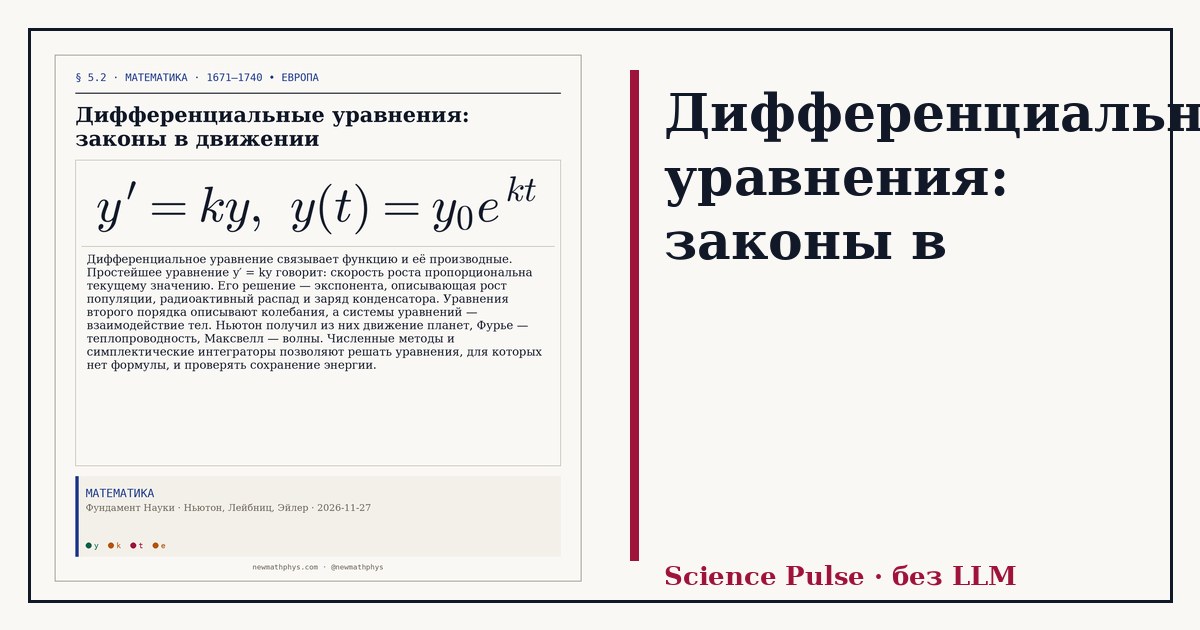 § 5.2 · МАТЕМАТИКА · 1671–1740 • ЕВРОПА
Дифференциальные уравнения:
законы в движении
y′ = ky, y(t) = y₀e^{kt}
Дифференциальное уравнение связывает функцию и её производные.
Простейшее уравнение y′ = ky говорит: скорость роста пропорциональна
текущему значению. Его решение — экспонента, описывающая рост
популяции, радиоактивный распад и заряд конденсатора. Уравнения
второго порядка описывают колебания, а системы уравнений —
взаимодействие тел. Ньютон получил из них движение планет, Фурье —
теплопроводность, Максвелл — волны. Численные методы и
симплектические интеграторы позволяют решать уравнения, для которых
нет формулы, и проверять сохранение энергии.
МАТЕМАТИКА
Фундамент Науки · Ньютон, Лейбниц, Эйлер · 2026-11-27
y k t e
newmathphys.com · @newmathphys
Дифференциальн
уравнения:
законы в
Science Pulse · без LLM